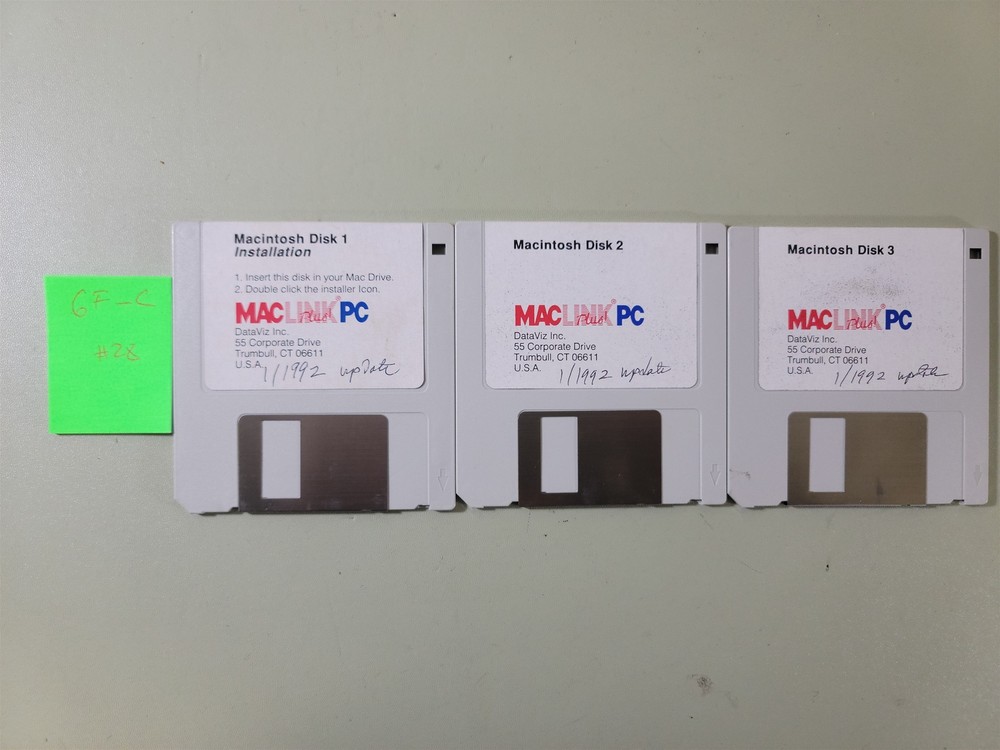 GF-C
#28
Macintosh Disk 1
Installation
1. Insert this disk in your Mac Drive.
2. Double click the installer Icon.
MACLINK® Plus! PC
DataViz Inc.
55 Corporate Drive
Trumbull, CT 06611
U.S.A.
1/1992 update
Macintosh Disk 2
MACLINK® Plus! PC
DataViz Inc.
55 Corporate Drive
Trumbull, CT 06611
U.S.A.
1/1992 update
Macintosh Disk 3
MACLINK® Plus! PC
DataViz Inc.
55 Corporate Drive
Trumbull, CT 06611
U.S.A.
1/1992 update